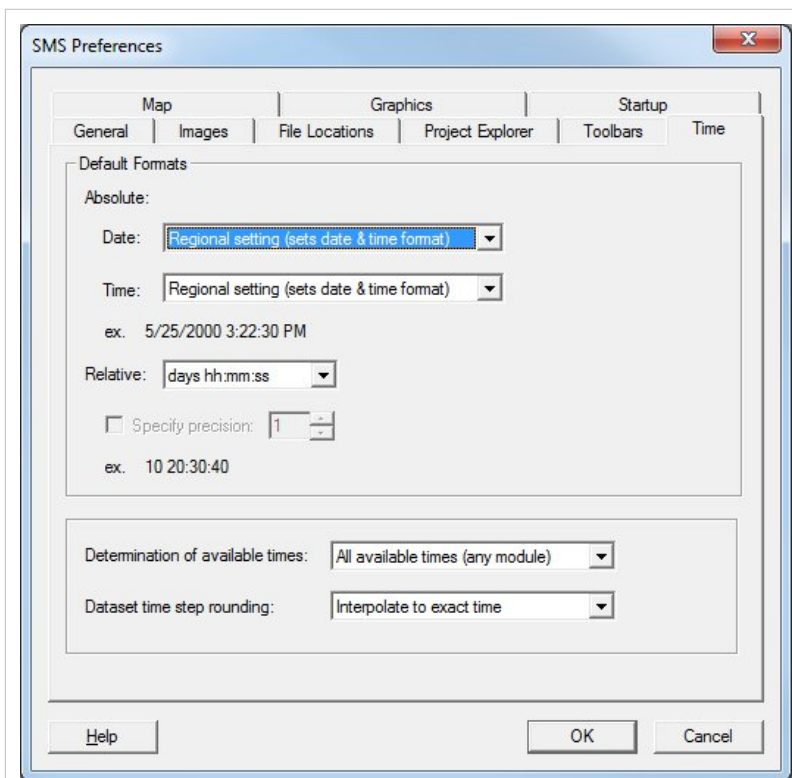 SMS Preferences
x
Map Graphics Startup
General Images File Locations Project Explorer Toolbars Time
Default Formats
Absolute:
Date: Regional setting (sets date & time format)
Time: Regional setting (sets date & time format)
ex. 5/25/2000 3:22:30 PM
Relative: days hh:mm:ss
Specify precision: 1
ex. 10 20:30:40
Determination of available times: All available times (any module)
Dataset time step rounding: Interpolate to exact time
Help OK Cancel